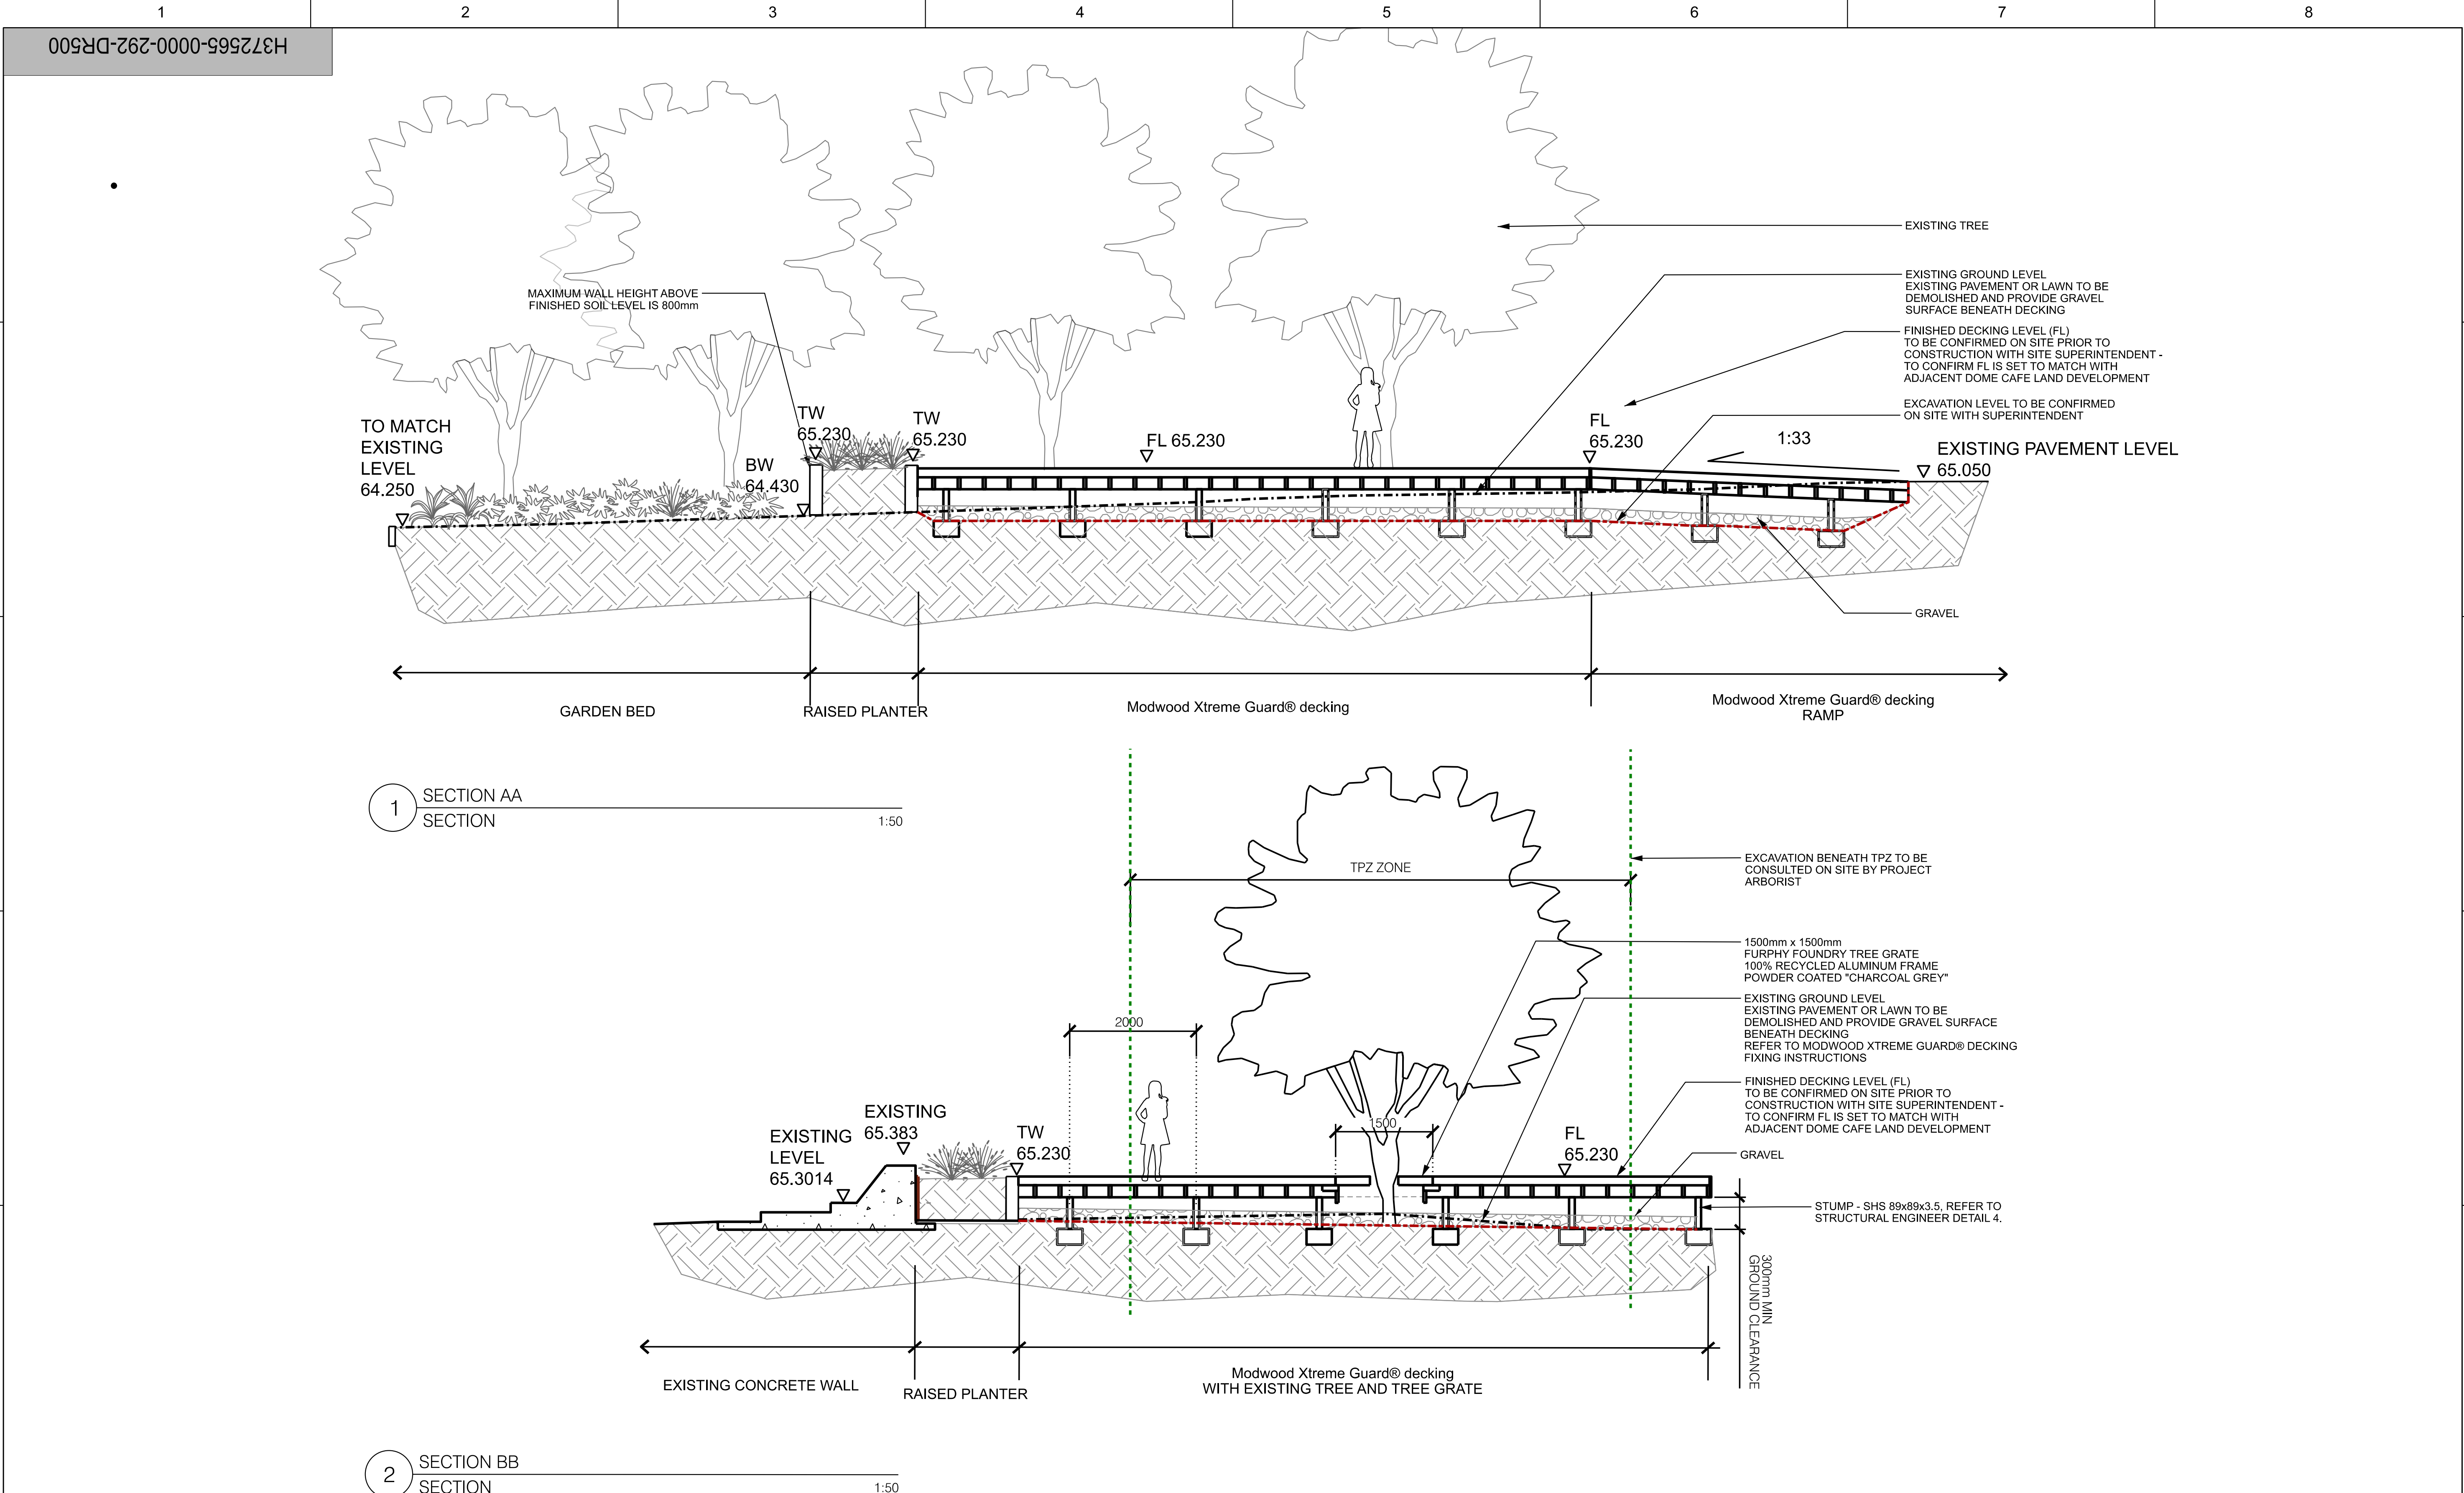 1 2 3 4 5 6 7 8
H372565-0000-292-DR500
EXISTING TREE
EXISTING GROUND LEVEL
EXISTING PAVEMENT OR LAWN TO BE
DEMOLISHED AND PROVIDE GRAVEL
SURFACE BENEATH DECKING
MAXIMUM WALL HEIGHT ABOVE
FINISHED SOIL LEVEL IS 800mm
FINISHED DECKING LEVEL (FL)
TO BE CONFIRMED ON SITE PRIOR TO
CONSTRUCTION WITH SITE SUPERINTENDENT -
TO CONFIRM FL IS SET TO MATCH WITH
ADJACENT DOME CAFE LAND DEVELOPMENT
EXCAVATION LEVEL TO BE CONFIRMED
ON SITE WITH SUPERINTENDENT
TO MATCH
EXISTING
LEVEL
64.250
BW
64.430
TW
65.230
TW
65.230
FL 65.230
FL
65.230
1:33
EXISTING PAVEMENT LEVEL
65.050
GRAVEL
GARDEN BED
RAISED PLANTER
Modwood Xtreme Guard® decking
Modwood Xtreme Guard® decking
RAMP
1
SECTION AA
SECTION
1:50
TPZ ZONE
EXCAVATION BENEATH TPZ TO BE
CONSULTED ON SITE BY PROJECT
ARBORIST
1500mm x 1500mm
FURPHY FOUNDRY TREE GRATE
100% RECYCLED ALUMINUM FRAME
POWDER COATED "CHARCOAL GREY"
EXISTING GROUND LEVEL
EXISTING PAVEMENT OR LAWN TO BE
DEMOLISHED AND PROVIDE GRAVEL SURFACE
BENEATH DECKING
REFER TO MODWOOD XTREME GUARD® DECKING
FIXING INSTRUCTIONS
FINISHED DECKING LEVEL (FL)
TO BE CONFIRMED ON SITE PRIOR TO
CONSTRUCTION WITH SITE SUPERINTENDENT -
TO CONFIRM FL IS SET TO MATCH WITH
ADJACENT DOME CAFE LAND DEVELOPMENT
GRAVEL
STUMP - SHS 89x89x3.5, REFER TO
STRUCTURAL ENGINEER DETAIL 4.
300mm MIN
GROUND CLEARANCE
2000
1500
EXISTING
LEVEL
65.3014
EXISTING
65.383
TW
65.230
FL
65.230
EXISTING CONCRETE WALL
RAISED PLANTER
Modwood Xtreme Guard® decking
WITH EXISTING TREE AND TREE GRATE
2
SECTION BB
SECTION
1:50